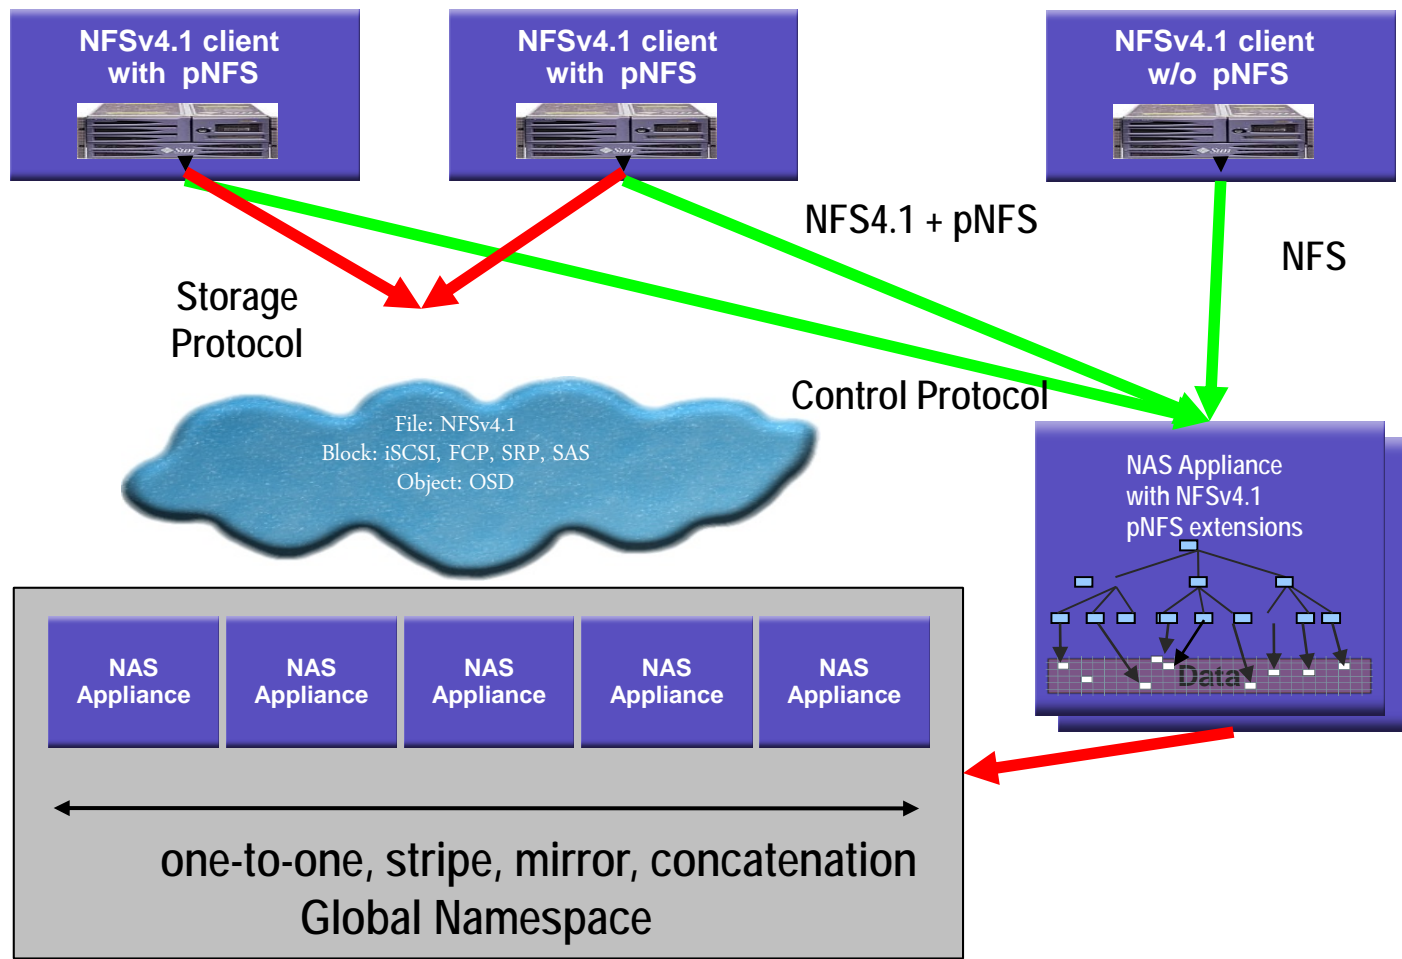 NFSv4.1 client
with pNFS
NFSv4.1 client
with pNFS
NFSv4.1 client
w/o pNFS
Sun
Sun
Sun
NFS4.1 + pNFS
NFS
Storage
Protocol
Control Protocol
File: NFSv4.1
Block: iSCSI, FCP, SRP, SAS
Object: OSD
NAS Appliance
with NFSv4.1
pNFS extensions
Data
NAS
Appliance
NAS
Appliance
NAS
Appliance
NAS
Appliance
NAS
Appliance
one-to-one, stripe, mirror, concatenation
Global Namespace